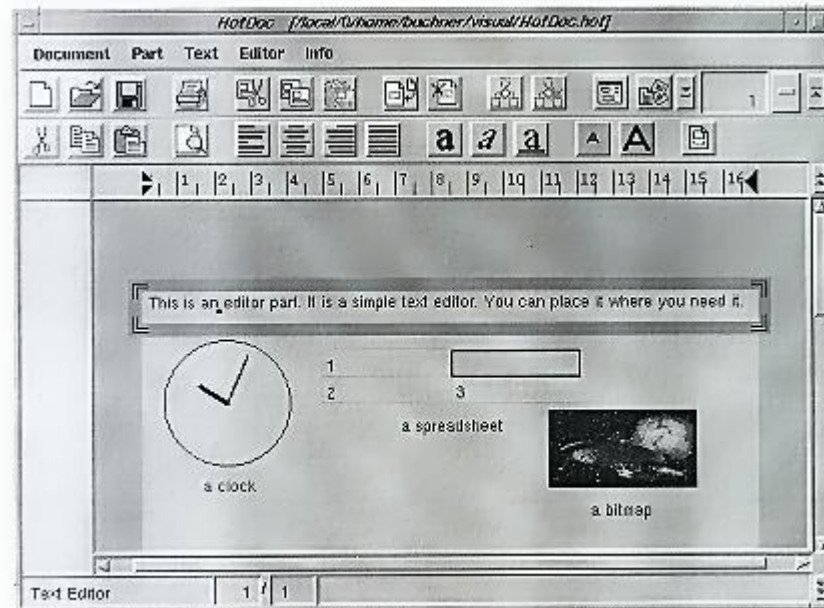 HotDoc [/local/0/home/buchner/visual/HotDoc.hot]
Document Part Text Editor Info
1
a a a A A
1 2 3 4 5 6 7 8 9 10 11 12 13 14 15 16
This is an editor part. It is a simple text editor. You can place it where you need it.
1
2 3
a spreadsheet
a clock
a bitmap
Text Editor 1 / 1